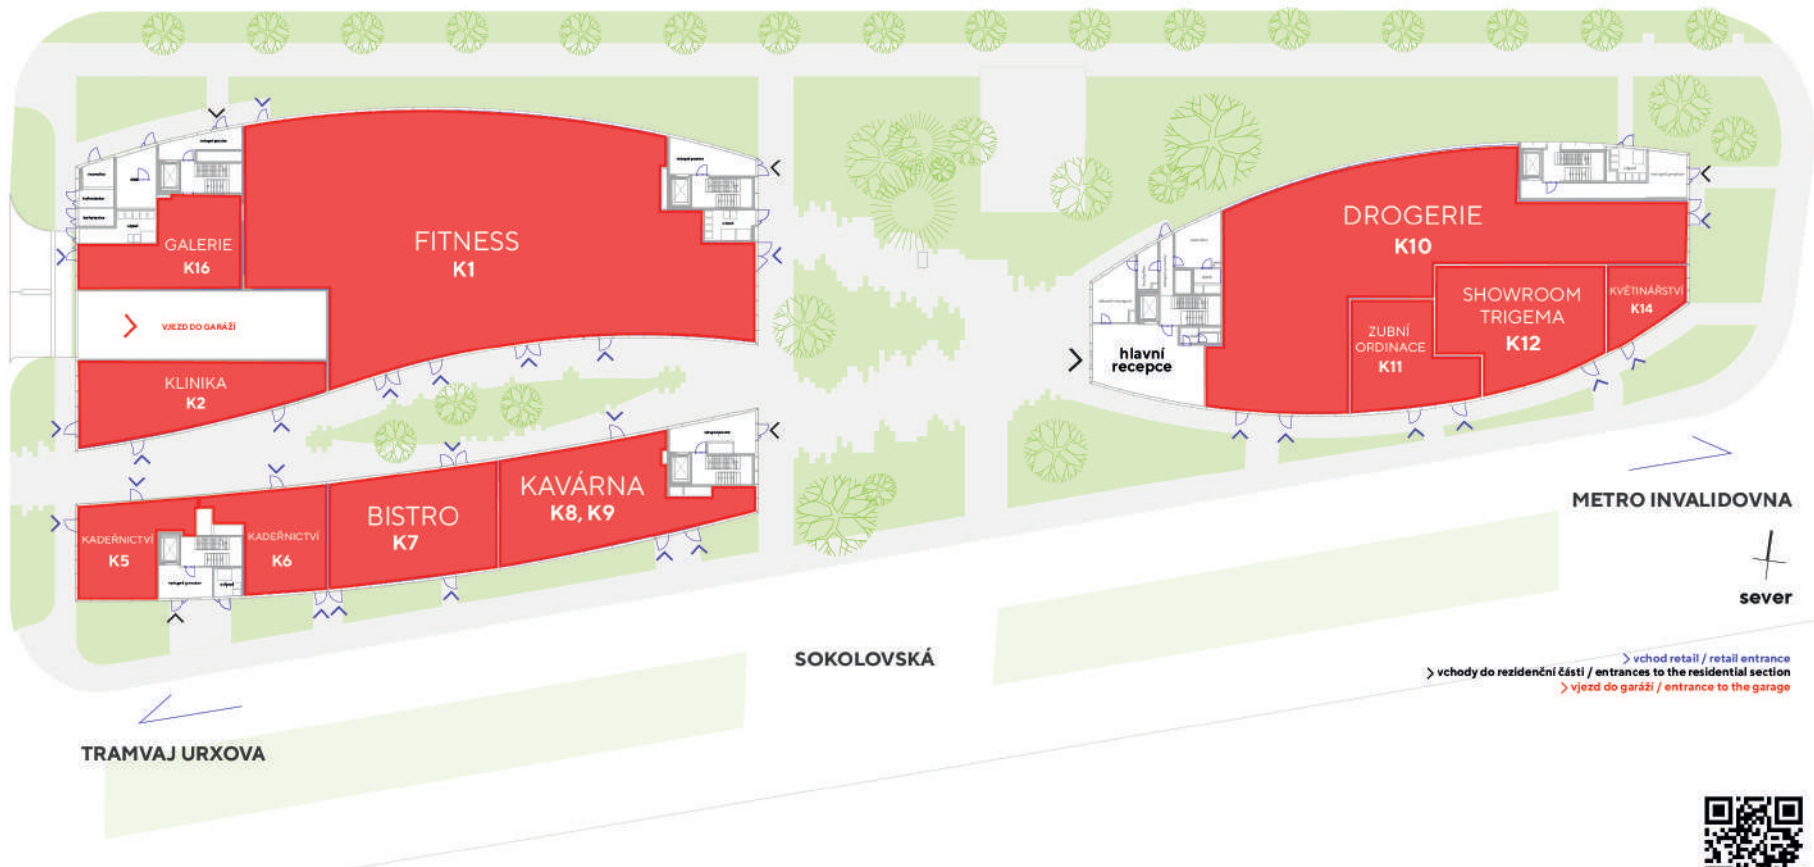 FITNESS
K1
GALERIE
K16
VJEZD DO GARÁŽÍ
KLINIKA
K2
KADEŘNICTVÍ
K5
KADEŘNICTVÍ
K6
BISTRO
K7
KAVÁRNA
K8, K9
DROGERIE
K10
SHOWROOM
TRIGEMA
K12
KVĚTINÁŘSTVÍ
K14
ZUBNÍ
ORDINACE
K11
hlavní
recepce
METRO INVALIDOVNA
sever
SOKOLOVSKÁ
vchod retail / retail entrance
vchody do rezidenční části / entrances to the residential section
vjezd do garáží / entrance to the garage
TRAMVAJ URXOVA